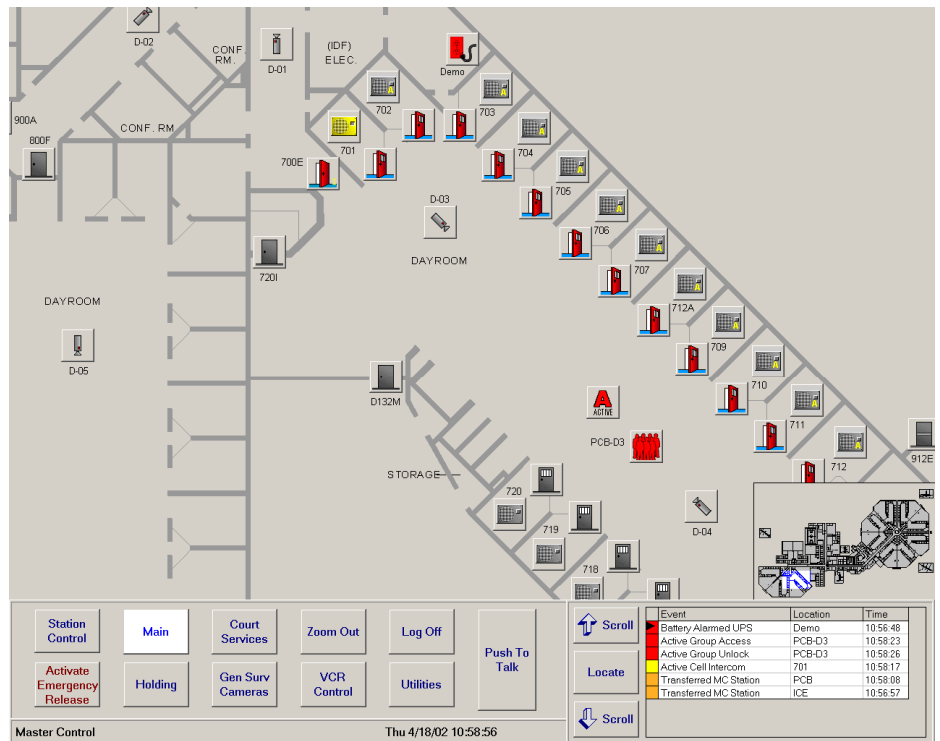 D-02
CONF.
RM.
D-01
(IDF)
ELEC.
Demo
900A
800F
CONF. RM
702
703
701
700E
704
705
D-03
706
DAYROOM
707
720I
712A
DAYROOM
709
D-05
710
D132M
A
ACTIVE
711
PCB-D3
712
912E
STORAGE
720
719
D-04
718
Station
Control
Main
Court
Services
Zoom Out
Log Off
Push To
Talk
Activate
Emergency
Release
Holding
Gen Surv
Cameras
VCR
Control
Utilities
Scroll
Locate
Scroll
Event Location Time
Battery Alarmed UPS Demo 10:56:48
Active Group Access PCB-D3 10:58:23
Active Group Unlock PCB-D3 10:58:26
Active Cell Intercom 701 10:58:17
Transferred MC Station PCB 10:58:08
Transferred MC Station ICE 10:56:57
Master Control Thu 4/18/02 10:58:56